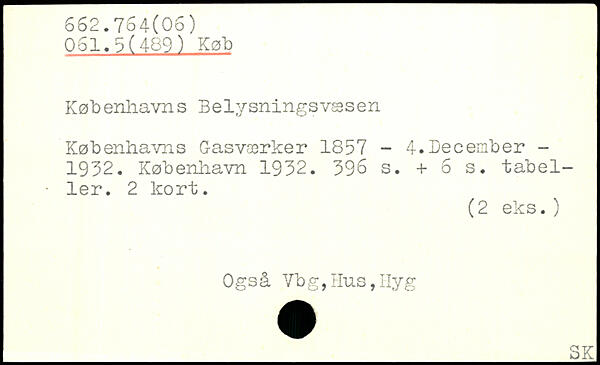 662.764(06)
061.5(489) Køb
Københavns Belysningsvæsen
Københavns Gasværker 1857 - 4.December -
1932. København 1932. 396 s. + 6 s. tabel-
ler. 2 kort.
(2 eks.)
Også Vbg,Hus,Hyg
SK